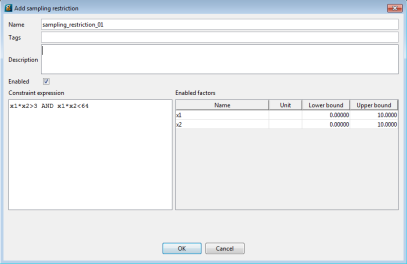 Add sampling restriction
Name sampling_restriction_01
Tags
Description
Enabled
Constraint expression
x1*x2>3 AND x1*x2<64
Enabled factors
Name Unit Lower bound Upper bound
x1 0.00000 10.0000
x2 0.00000 10.0000
OK Cancel